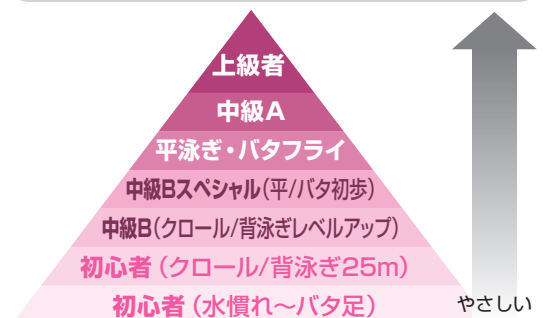 上級者
中級A
平泳ぎ・バタフライ
中級Bスペシャル(平/バタ初歩)
中級B(クロール/背泳ぎレベルアップ)
初心者(クロール/背泳ぎ25m)
初心者(水慣れ〜バタ足)
やさしい